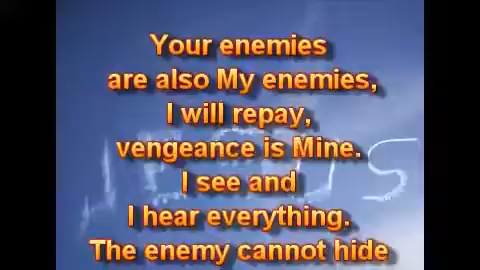 Your enemies
are also My enemies,
I will repay,
vengeance is Mine.
I see and
I hear everything.
The enemy cannot hide
JESUS